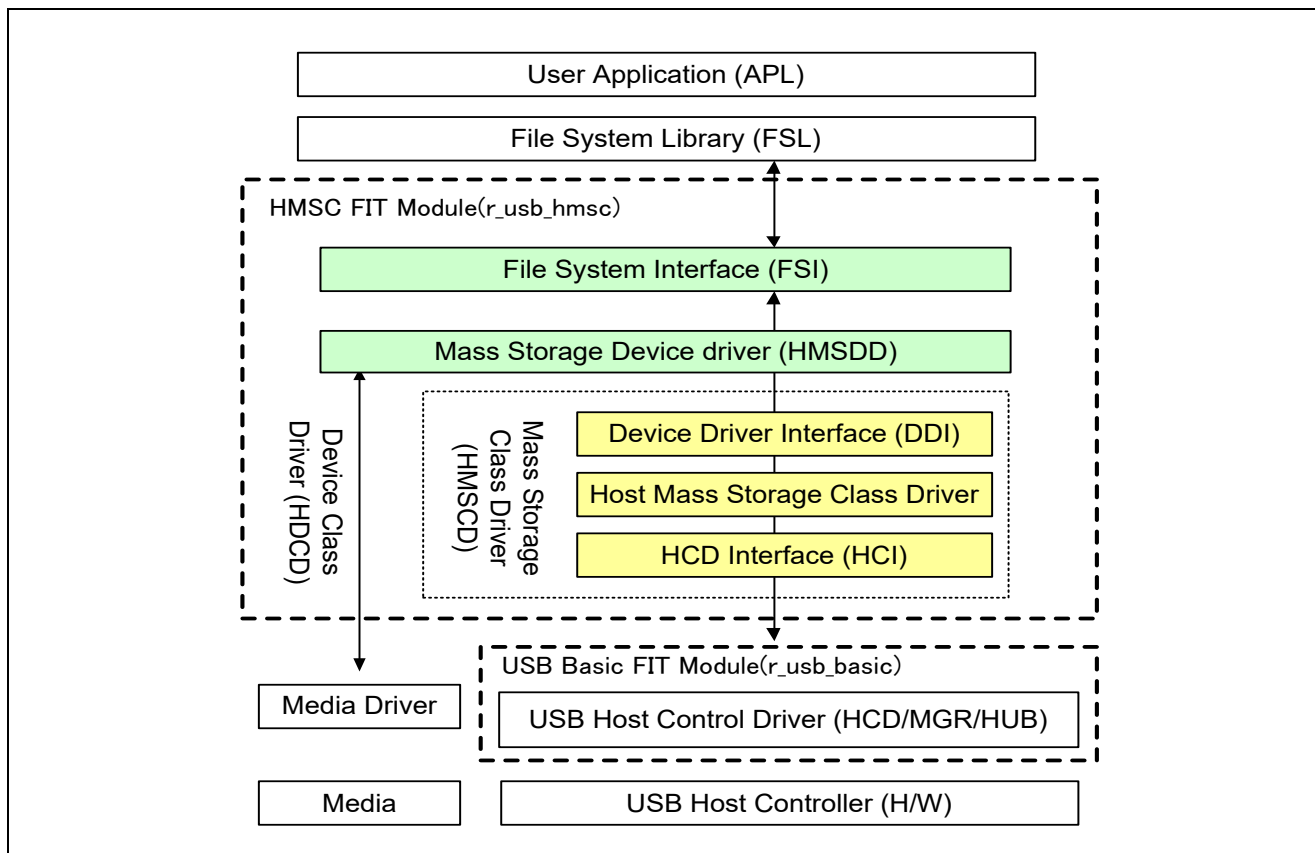 User Application (APL)
File System Library (FSL)
HMSC FIT Module(r_usb_hmsc)
File System Interface (FSI)
Mass Storage Device driver (HMSDD)
Device Class
Driver (HDCD)
Mass Storage
Class Driver
(HMSCD)
Device Driver Interface (DDI)
Host Mass Storage Class Driver
HCD Interface (HCI)
USB Basic FIT Module(r_usb_basic)
Media Driver
USB Host Control Driver (HCD/MGR/HUB)
Media
USB Host Controller (H/W)